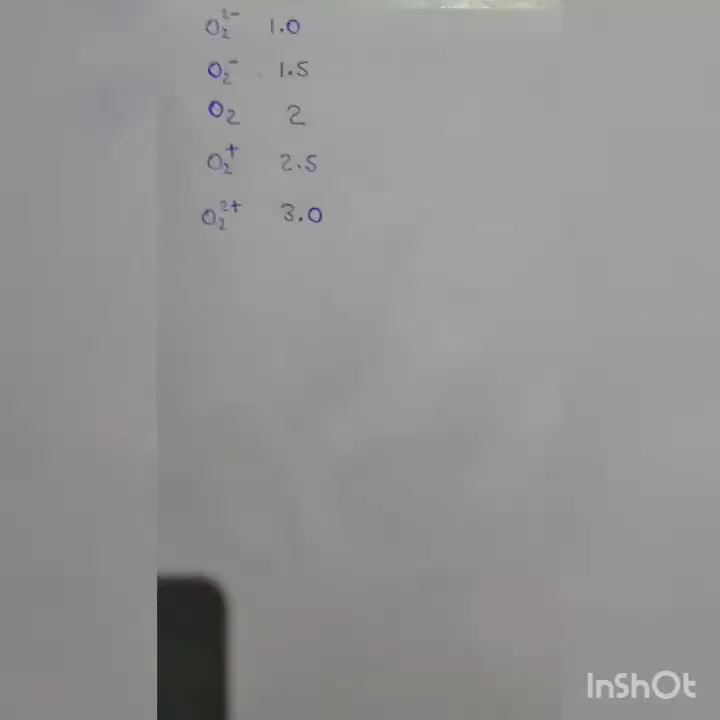 O₂²⁻ 1.0
O₂⁻ 1.5
O₂ 2
O₂⁺ 2.5
O₂²⁺ 3.0
InShOt